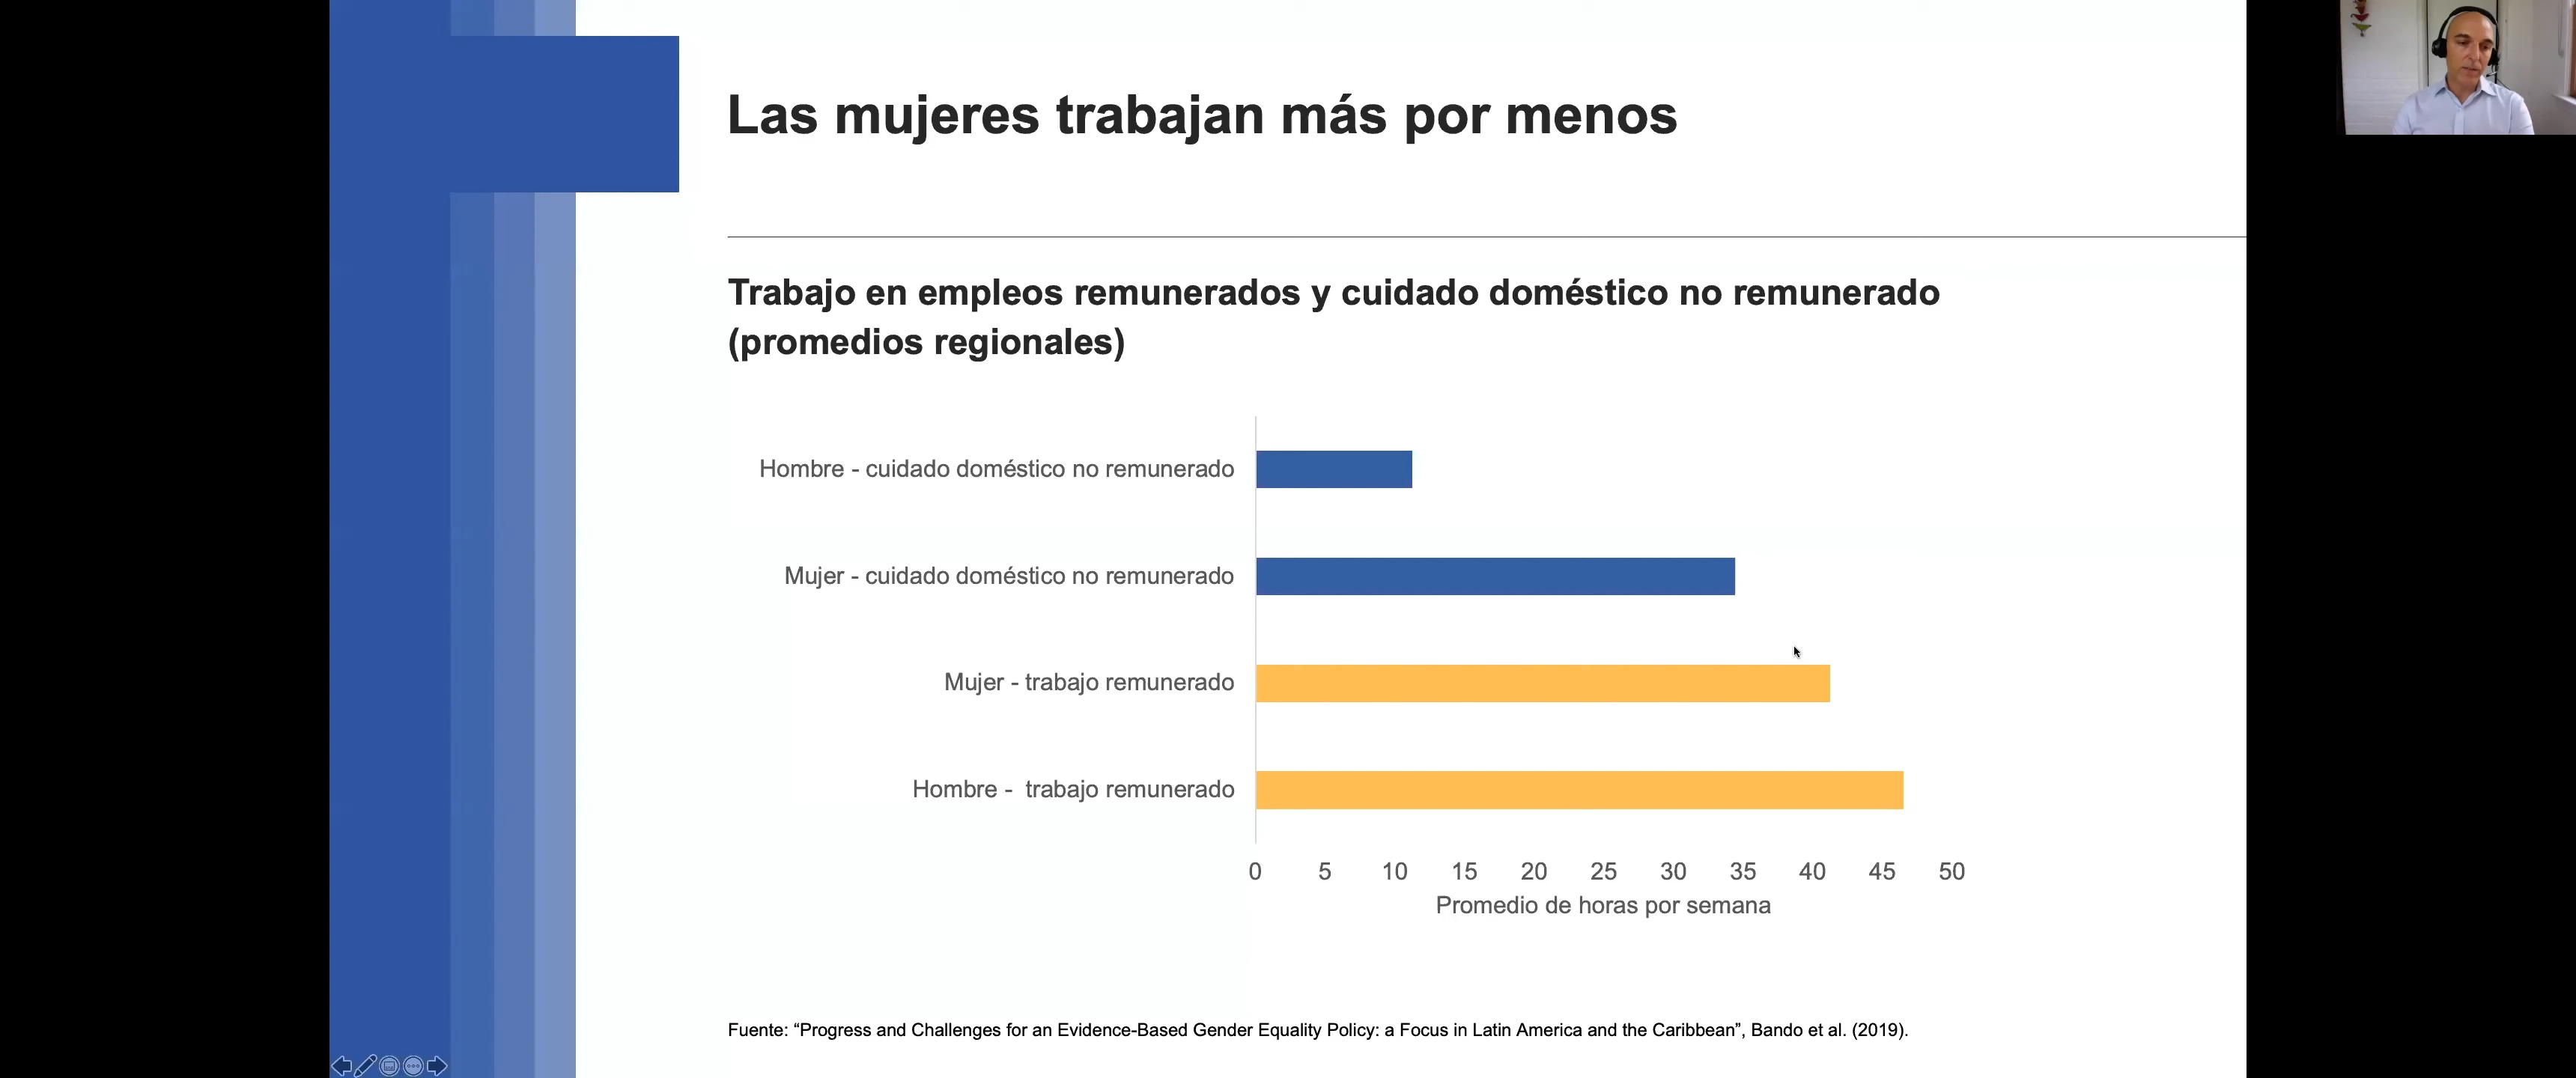 Las mujeres trabajan más por menos
Trabajo en empleos remunerados y cuidado doméstico no remunerado
(promedios regionales)
Hombre - cuidado doméstico no remunerado
Mujer - cuidado doméstico no remunerado
Mujer - trabajo remunerado
Hombre -  trabajo remunerado
0 5 10 15 20 25 30 35 40 45 50
Promedio de horas por semana
Fuente: “Progress and Challenges for an Evidence-Based Gender Equality Policy: a Focus in Latin America and the Caribbean”, Bando et al. (2019).